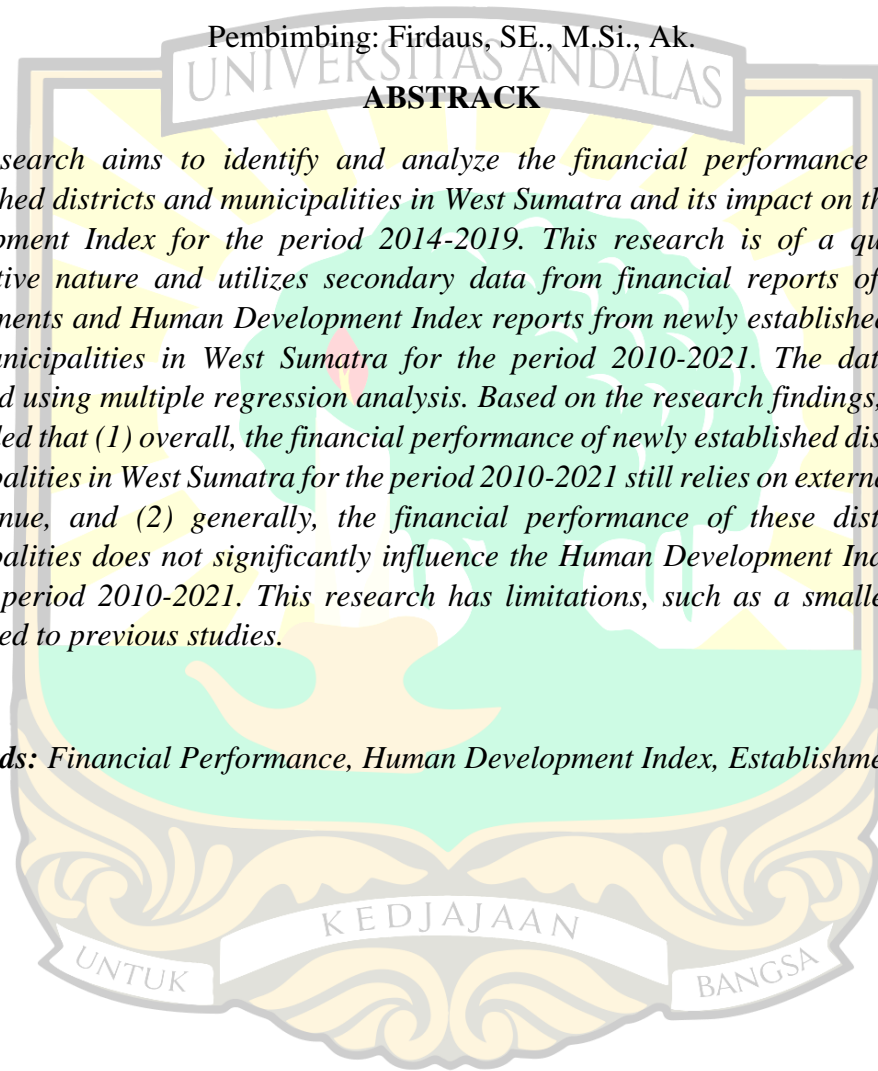 Pembimbing: Firdaus, SE., M.Si., Ak.
UNIVERSITAS ANDALAS
ABSTRACK
search aims to identify and analyze the financial performance
hed districts and municipalities in West Sumatra and its impact on th
pment Index for the period 2014-2019. This research is of a qu
tive nature and utilizes secondary data from financial reports of
ments and Human Development Index reports from newly established
unicipalities in West Sumatra for the period 2010-2021. The dat
d using multiple regression analysis. Based on the research findings,
led that (1) overall, the financial performance of newly established dis
palities in West Sumatra for the period 2010-2021 still relies on externa
nue, and (2) generally, the financial performance of these dist
palities does not significantly influence the Human Development Ind
period 2010-2021. This research has limitations, such as a smalle
ed to previous studies.
ds: Financial Performance, Human Development Index, Establishme
KEDJAJAAN
UNTUK BANGSA